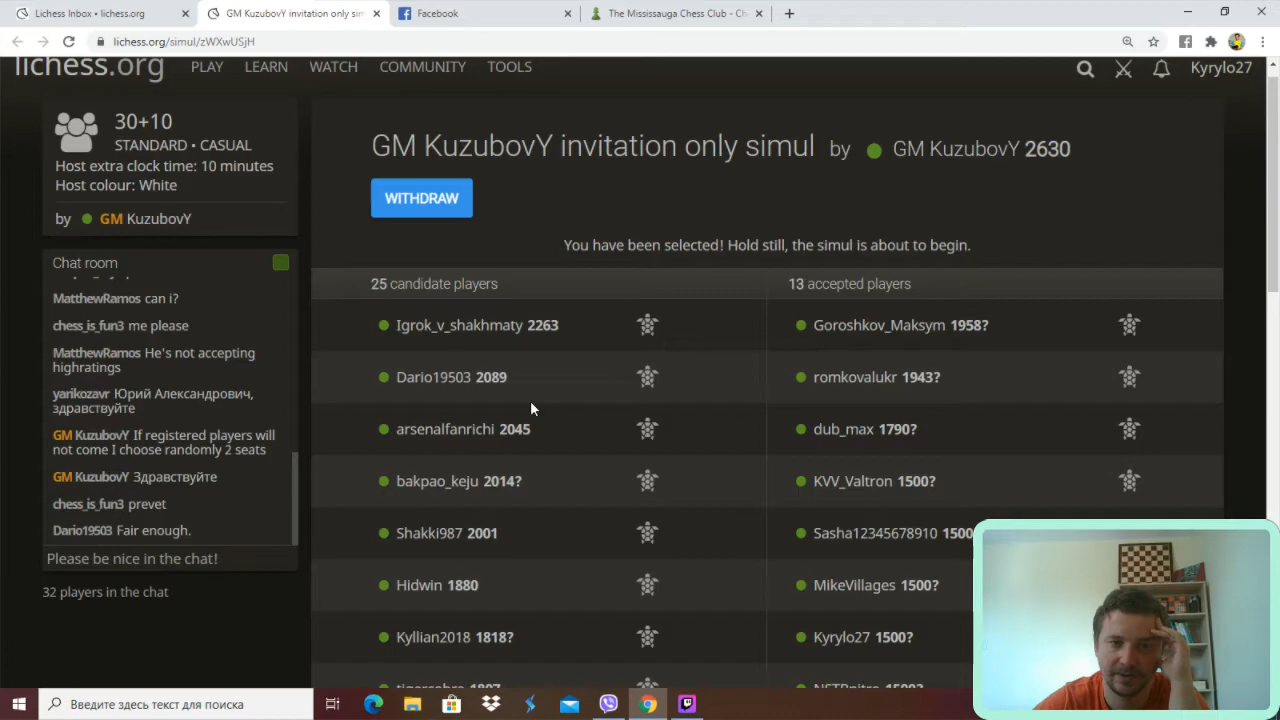 Lichess Inbox • lichess.org
GM KuzubovY invitation only sim
Facebook
The Mississauga Chess Club - Ch
lichess.org/simul/zWXwUSjH
lichess.org
PLAY
LEARN
WATCH
COMMUNITY
TOOLS
Kyrylo27
30+10
STANDARD • CASUAL
Host extra clock time: 10 minutes
Host colour: White
by GM KuzubovY
GM KuzubovY invitation only simul by GM KuzubovY 2630
WITHDRAW
You have been selected! Hold still, the simul is about to begin.
Chat room
MatthewRamos can i?
chess_is_fun3 me please
MatthewRamos He's not accepting
highratings
yarikozavr Юрий Александрович,
здравствуйте
GM KuzubovY If registered players will
not come I choose randomly 2 seats
GM KuzubovY Здравствуйте
chess_is_fun3 prevet
Dario19503 Fair enough.
Please be nice in the chat!
32 players in the chat
25 candidate players
Igrok_v_shakhmaty 2263
Dario19503 2089
arsenalfanrichi 2045
bakpao_keju 2014?
Shakki987 2001
Hidwin 1880
Kyllian2018 1818?
13 accepted players
Goroshkov_Maksym 1958?
romkovalukr 1943?
dub_max 1790?
KVV_Valtron 1500?
Sasha12345678910 1500
MikeVillages 1500?
Kyrylo27 1500?
Введите здесь текст для поиска